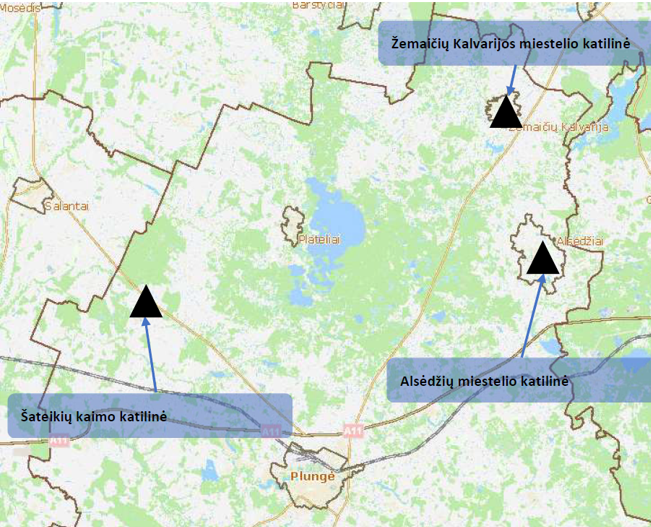 Mosėdis
Barstyčiai
Žemaičių Kalvarijos miestelio katilinė
Žemaičių Kalvarija
Salantai
Plateliai
Alsėdžiai
Alsėdžių miestelio katilinė
Šateikių kaimo katilinė
A11
A11
A11
Plungė